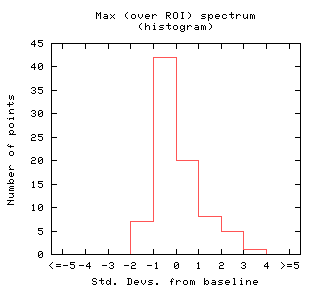 Max (over ROI) spectrum
(histogram)
45
40
35
30
25
20
15
10
5
0
Number of points
<=-5 -4 -3 -2 -1 0 1 2 3 4 >=5
Std. Devs. from baseline